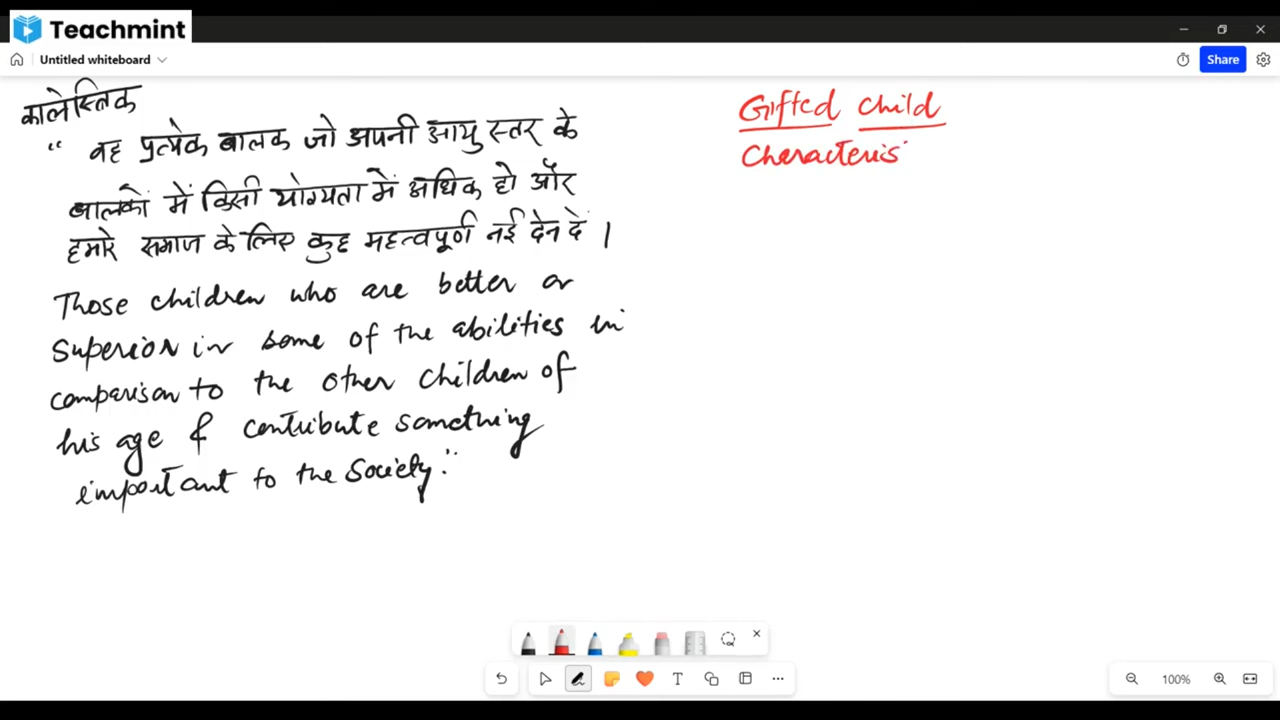 Teachmint
Untitled whiteboard
Share
कालेस्तिक
“ वह प्रत्येक बालक जो अपनी आयु स्तर के
बालकों में किसी योग्यता में अधिक हो और
हमारे समाज के लिए कुछ महत्वपूर्ण नई देन दे ।
Those children who are better or
superior in some of the abilities in
comparison to the other children of
his age & contribute something
important to the society."
Gifted child
Characteris
100%